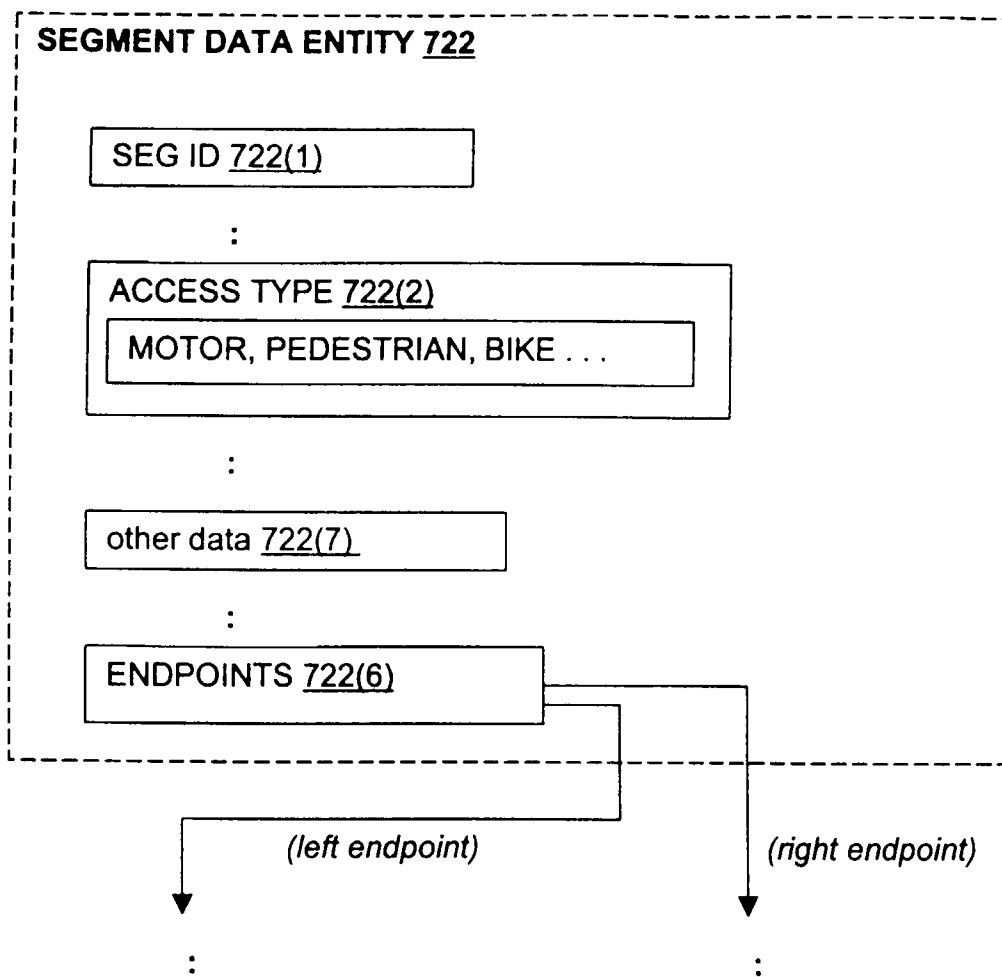 SEGMENT DATA ENTITY 722
SEG ID 722(1)
:
ACCESS TYPE 722(2)
MOTOR, PEDESTRIAN, BIKE . . .
:
other data 722(7)
:
ENDPOINTS 722(6)
(left endpoint)
(right endpoint)
: :